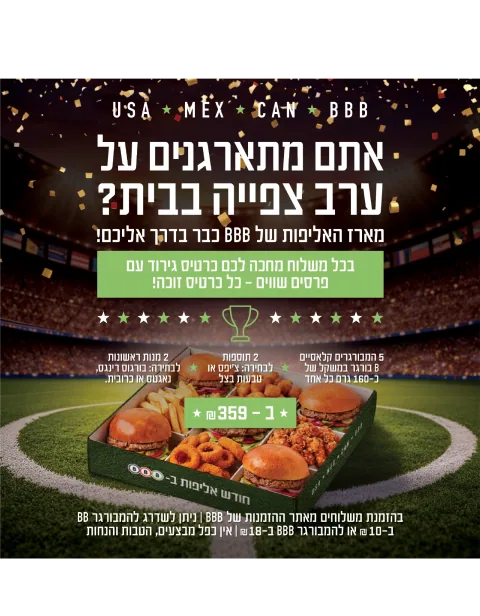 USA ★ MEX ★ CAN ★ BBB
אתם מתארגנים על
ערב צפייה בבית?
מארז האליפות של BBB כבר בדרך אליכם!
בכל משלוח מחכה לכם כרטיס גירוד עם
פרסים שווים - כל כרטיס זוכה!
5 המבורגרים קלאסיים
B בורגר במשקל של
כ-160 גרם כל אחד
2 תוספות
לבחירה: צ'יפס או
טבעות בצל
2 מנות ראשונות
לבחירה: בורגוס רינגס,
נאגטס או כרובית.
ב - 359 ₪
חודש אליפות ב-BBB
בהזמנת משלוחים מאתר ההזמנות של BBB | ניתן לשדרג להמבורגר BB
ב-10 ₪ או להמבורגר BBB ב-18 ₪ | אין כפל מבצעים, הטבות והנחות